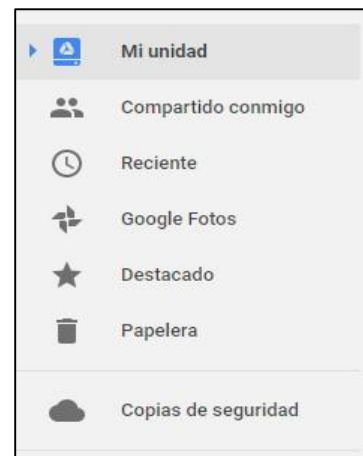 Mi unidad
Compartido conmigo
Reciente
Google Fotos
Destacado
Papelera
Copias de seguridad